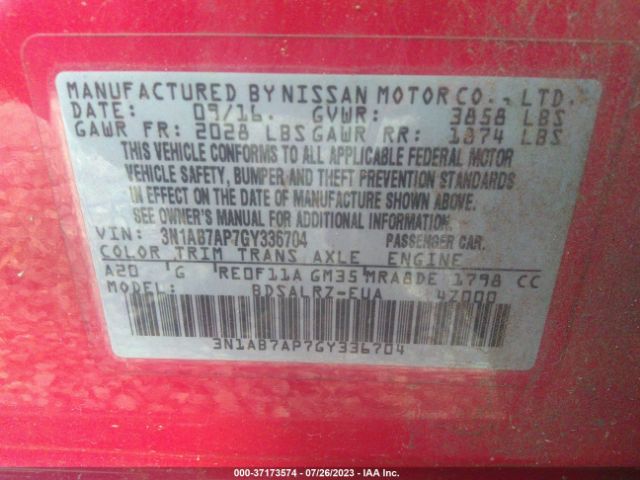 MANUFACTURED BY NISSAN MOTOR CO., LTD.
DATE: 09/16. GVWR: 3858 LBS
GAWR FR: 2028 LBS GAWR RR: 1874 LBS
THIS VEHICLE CONFORMS TO ALL APPLICABLE FEDERAL MOTOR
VEHICLE SAFETY, BUMPER AND THEFT PREVENTION STANDARDS
IN EFFECT ON THE DATE OF MANUFACTURE SHOWN ABOVE.
SEE OWNER'S MANUAL FOR ADDITIONAL INFORMATION.
VIN: 3N1AB7AP7GY336704 PASSENGER CAR.
COLOR TRIM TRANS AXLE ENGINE
A20 G RE0F11A GM35 MRA8DE 1798 CC
MODEL: BDSALRZ-EUA 4Z000
3N1AB7AP7GY336704
000-37173574 / 07/26/2023 - IAA Inc.